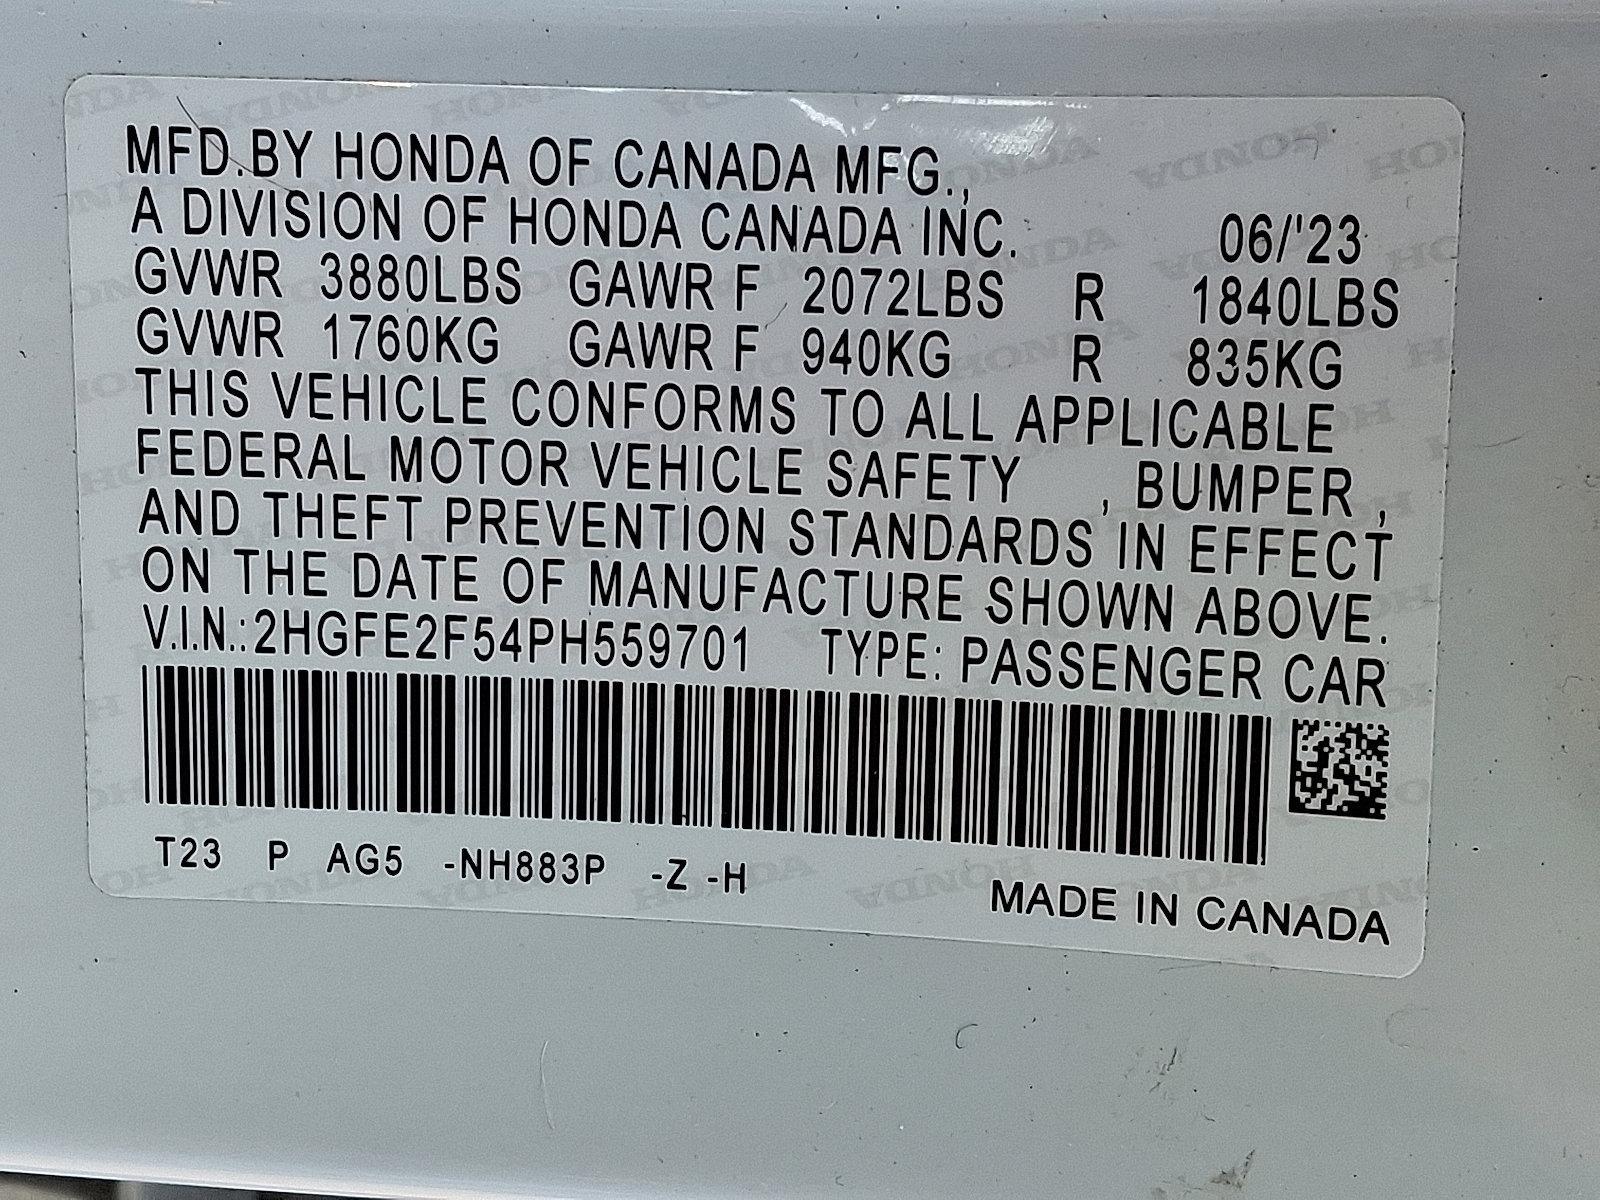 MFD.BY HONDA OF CANADA MFG.,
A DIVISION OF HONDA CANADA INC. 06/'23
GVWR 3880LBS GAWR F 2072LBS R 1840LBS
GVWR 1760KG GAWR F 940KG R 835KG
THIS VEHICLE CONFORMS TO ALL APPLICABLE
FEDERAL MOTOR VEHICLE SAFETY , BUMPER ,
AND THEFT PREVENTION STANDARDS IN EFFECT
ON THE DATE OF MANUFACTURE SHOWN ABOVE.
V.I.N.:2HGFE2F54PH559701 TYPE: PASSENGER CAR
T23 P AG5 -NH883P -Z -H
MADE IN CANADA